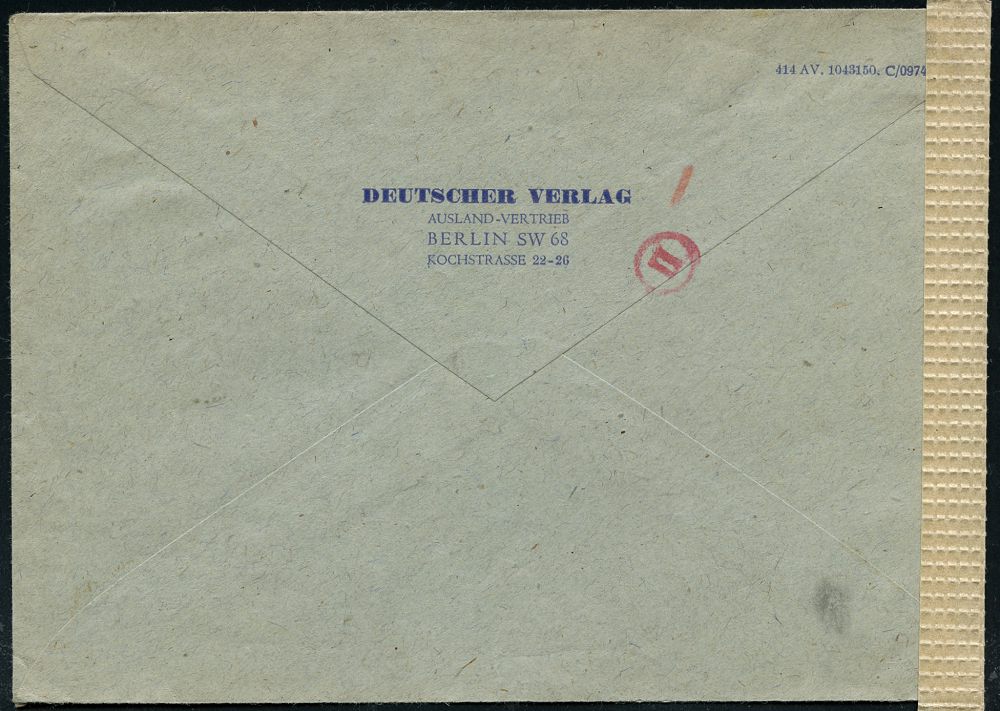 414 AV. 1043150. C/0974
DEUTSCHER VERLAG
AUSLAND-VERTRIEB
BERLIN SW 68
KOCHSTRASSE 22-26